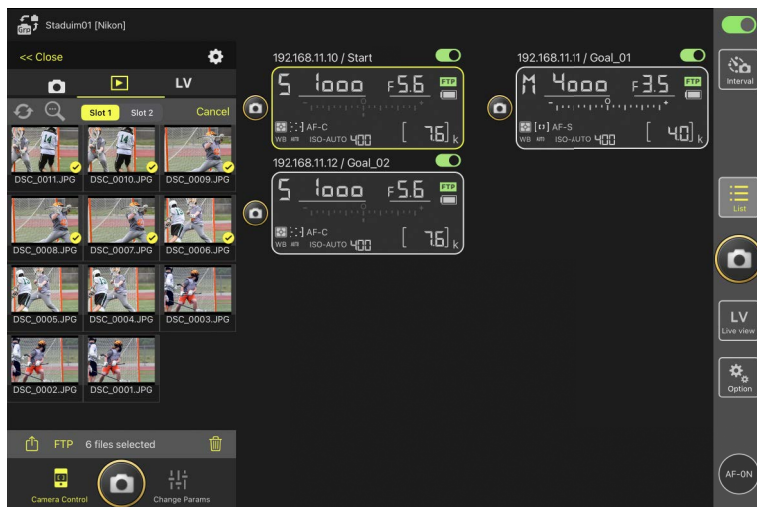 Grp Staduim01 [Nikon]
<< Close
LV
Slot 1 Slot 2 Cancel
DSC_0011.JPG DSC_0010.JPG DSC_0009.JPG
DSC_0008.JPG DSC_0007.JPG DSC_0006.JPG
DSC_0005.JPG DSC_0004.JPG DSC_0003.JPG
DSC_0002.JPG DSC_0001.JPG
FTP 6 files selected
Camera Control Change Params
192.168.11.10 / Start
S 1000 F5.6 FTP
AF-C
WB AUTO ISO-AUTO 400 [ 7.6] k
192.168.11.11 / Goal_01
M 4000 F3.5 FTP
AF-S
WB AUTO ISO-AUTO 400 [ 4.0] k
192.168.11.12 / Goal_02
S 1000 F5.6 FTP
AF-C
WB AUTO ISO-AUTO 400 [ 7.6] k
Interval
List
LV
Live view
Option
AF-ON